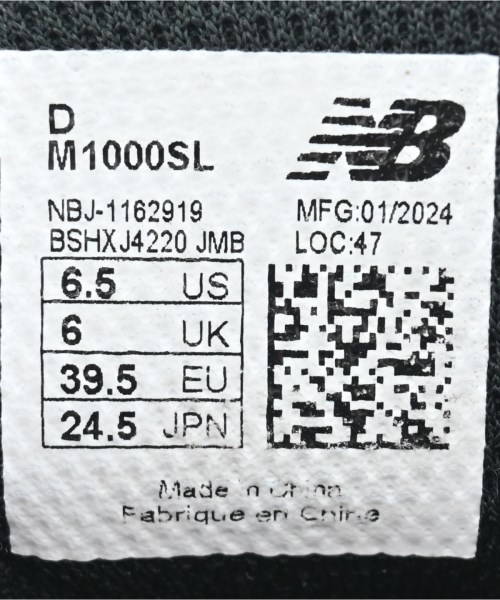 D
M1000SL
NB
NBJ-1162919
MFG:01/2024
BSHXJ4220 JMB
LOC:47
6.5 US
6 UK
39.5 EU
24.5 JPN
Made in China
Fabrique en Chine